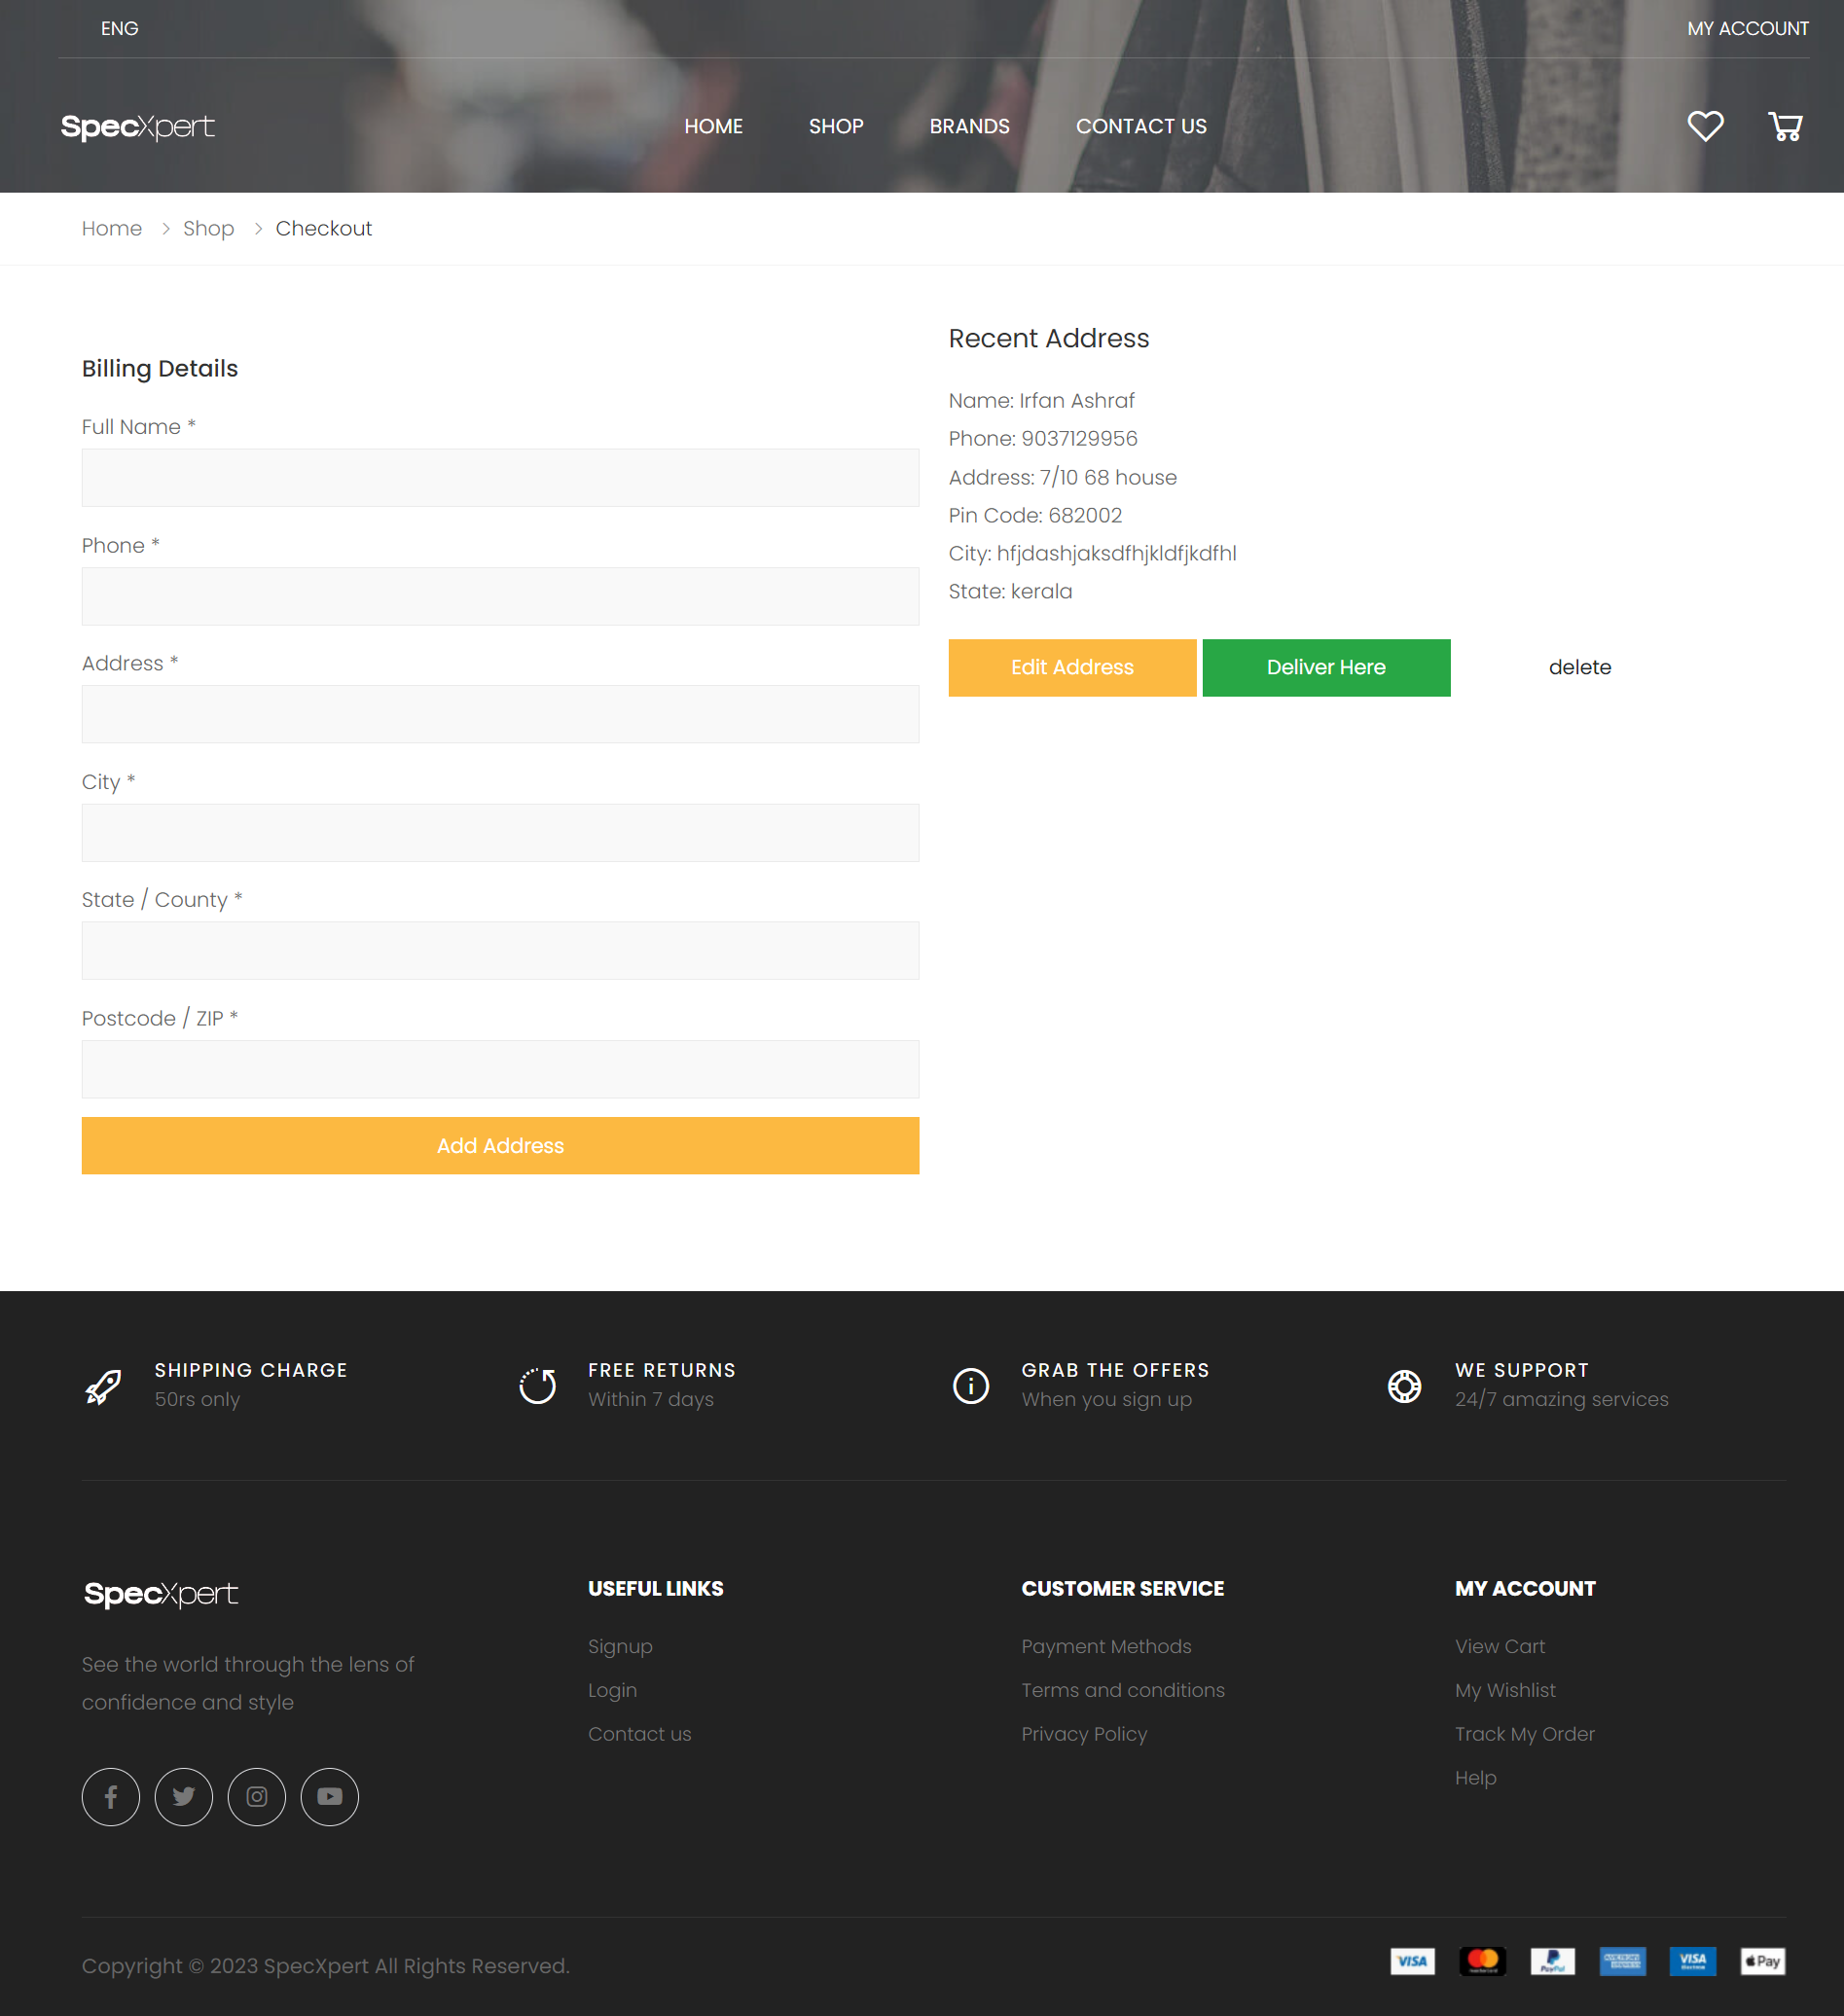 ENG
MY ACCOUNT
SpecXpert
HOME
SHOP
BRANDS
CONTACT US
Home > Shop > Checkout
Billing Details
Full Name *
Phone *
Address *
City *
State / County *
Postcode / ZIP *
Add Address
Recent Address
Name: Irfan Ashraf
Phone: 9037129956
Address: 7/10 68 house
Pin Code: 682002
City: hfjdashjaksdfhjkldfjkdfhl
State: kerala
Edit Address
Deliver Here
delete
SHIPPING CHARGE
50rs only
FREE RETURNS
Within 7 days
GRAB THE OFFERS
When you sign up
WE SUPPORT
24/7 amazing services
SpecXpert
See the world through the lens of
confidence and style
USEFUL LINKS
Signup
Login
Contact us
CUSTOMER SERVICE
Payment Methods
Terms and conditions
Privacy Policy
MY ACCOUNT
View Cart
My Wishlist
Track My Order
Help
Copyright © 2023 SpecXpert All Rights Reserved.
VISA
PayPal
AMERICAN EXPRESS
VISA
Pay